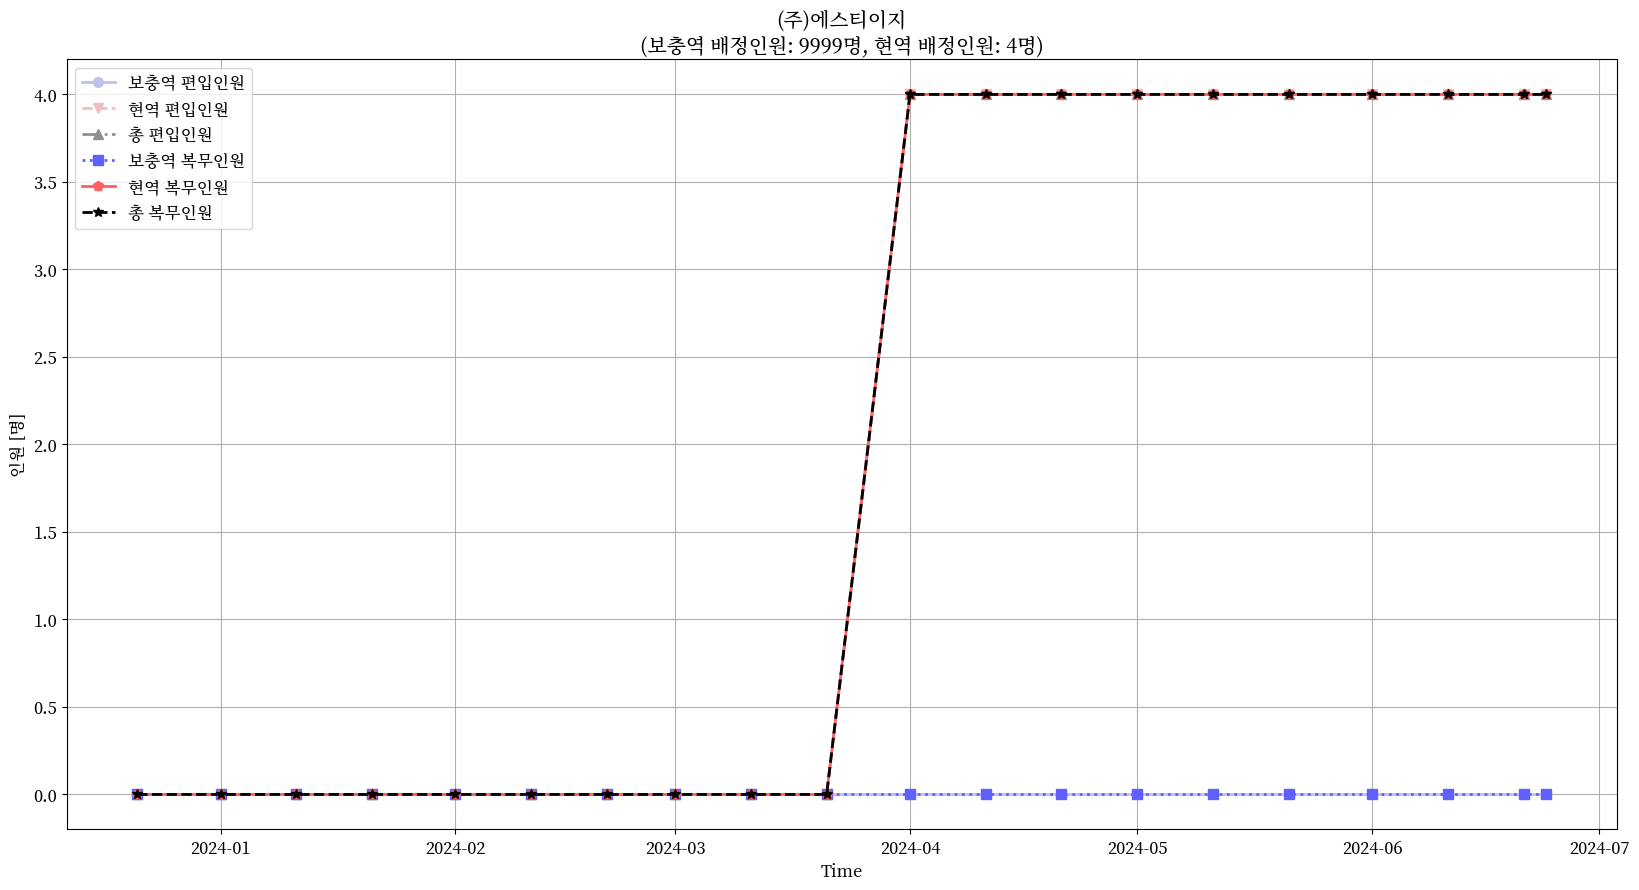 (주)에스티이지
(보충역 배정인원: 9999명, 현역 배정인원: 4명)
보충역 편입인원
현역 편입인원
총 편입인원
보충역 복무인원
현역 복무인원
총 복무인원
4.0
3.5
3.0
2.5
2.0
1.5
1.0
0.5
0.0
인원 [명]
2024-01 2024-02 2024-03 2024-04 2024-05 2024-06 2024-07
Time